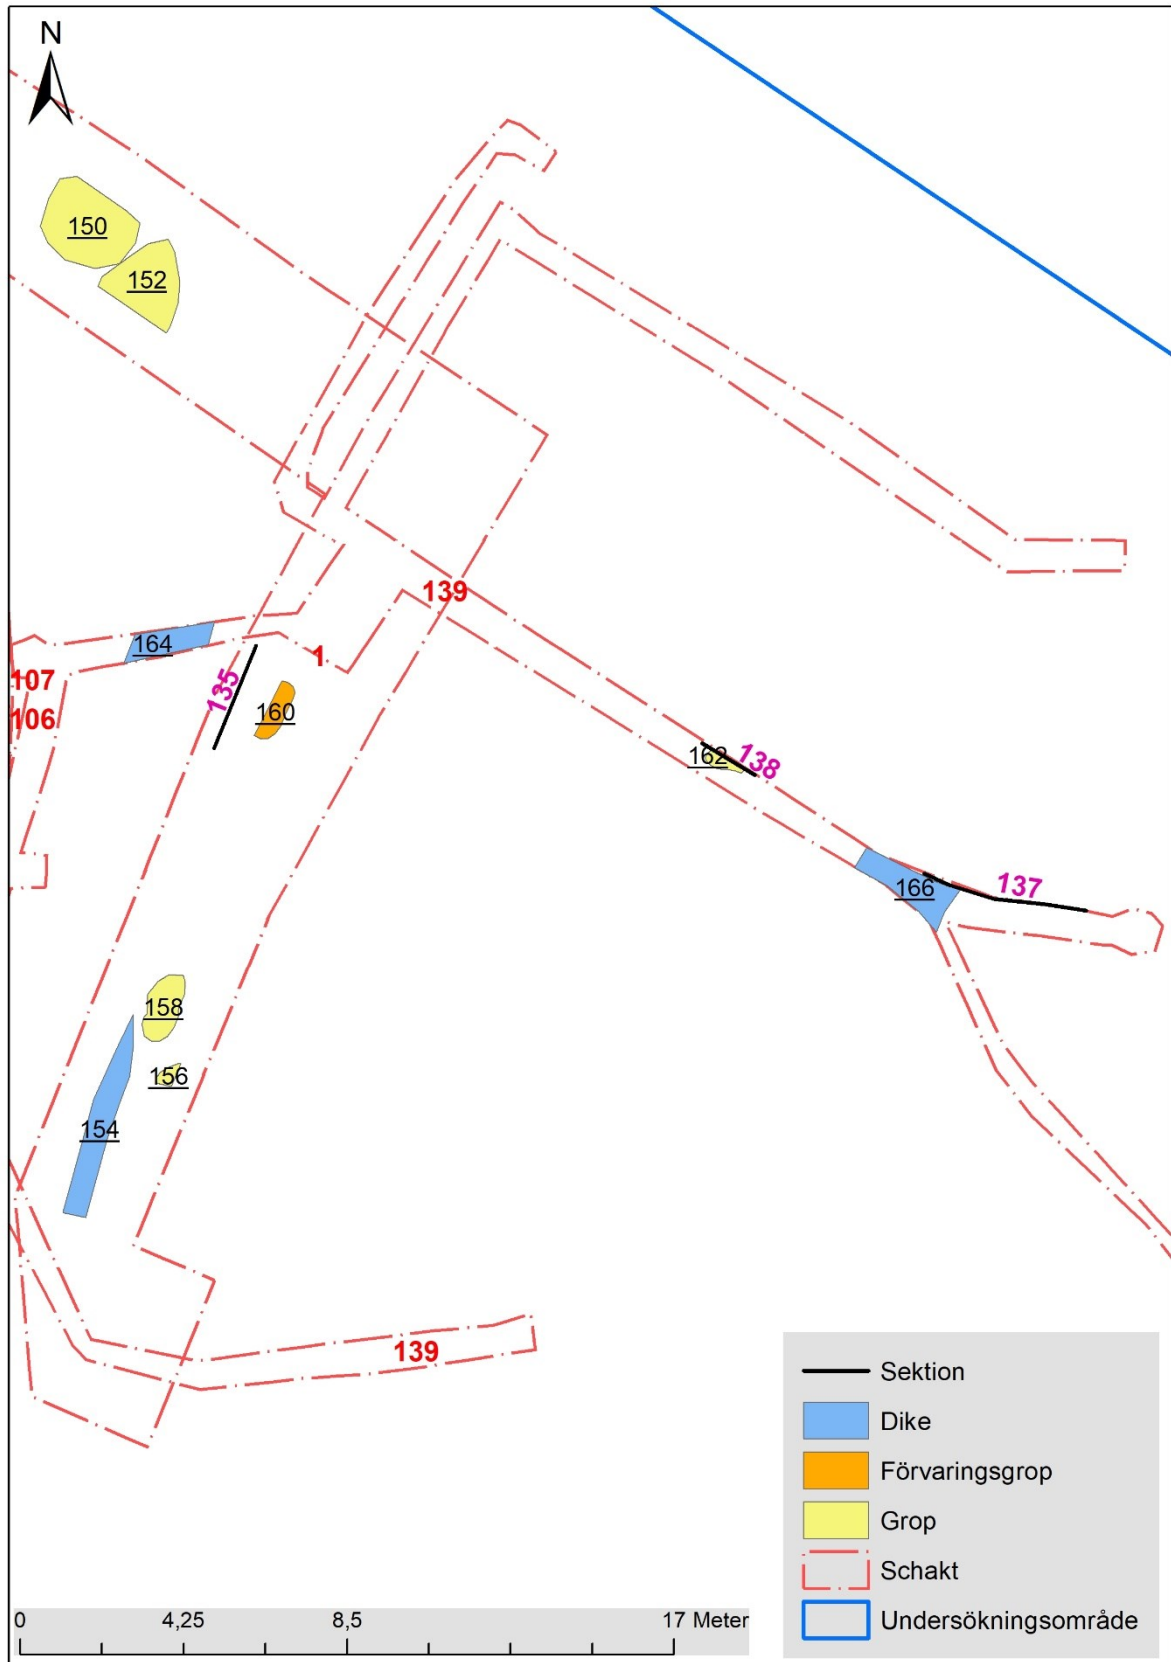 N
150
152
139
164
1
107
135
160
106
162
138
166
137
158
156
154
139
Sektion
Dike
Förvaringsgrop
Grop
Schakt
Undersökningsområde
0 4,25 8,5 17 Meter